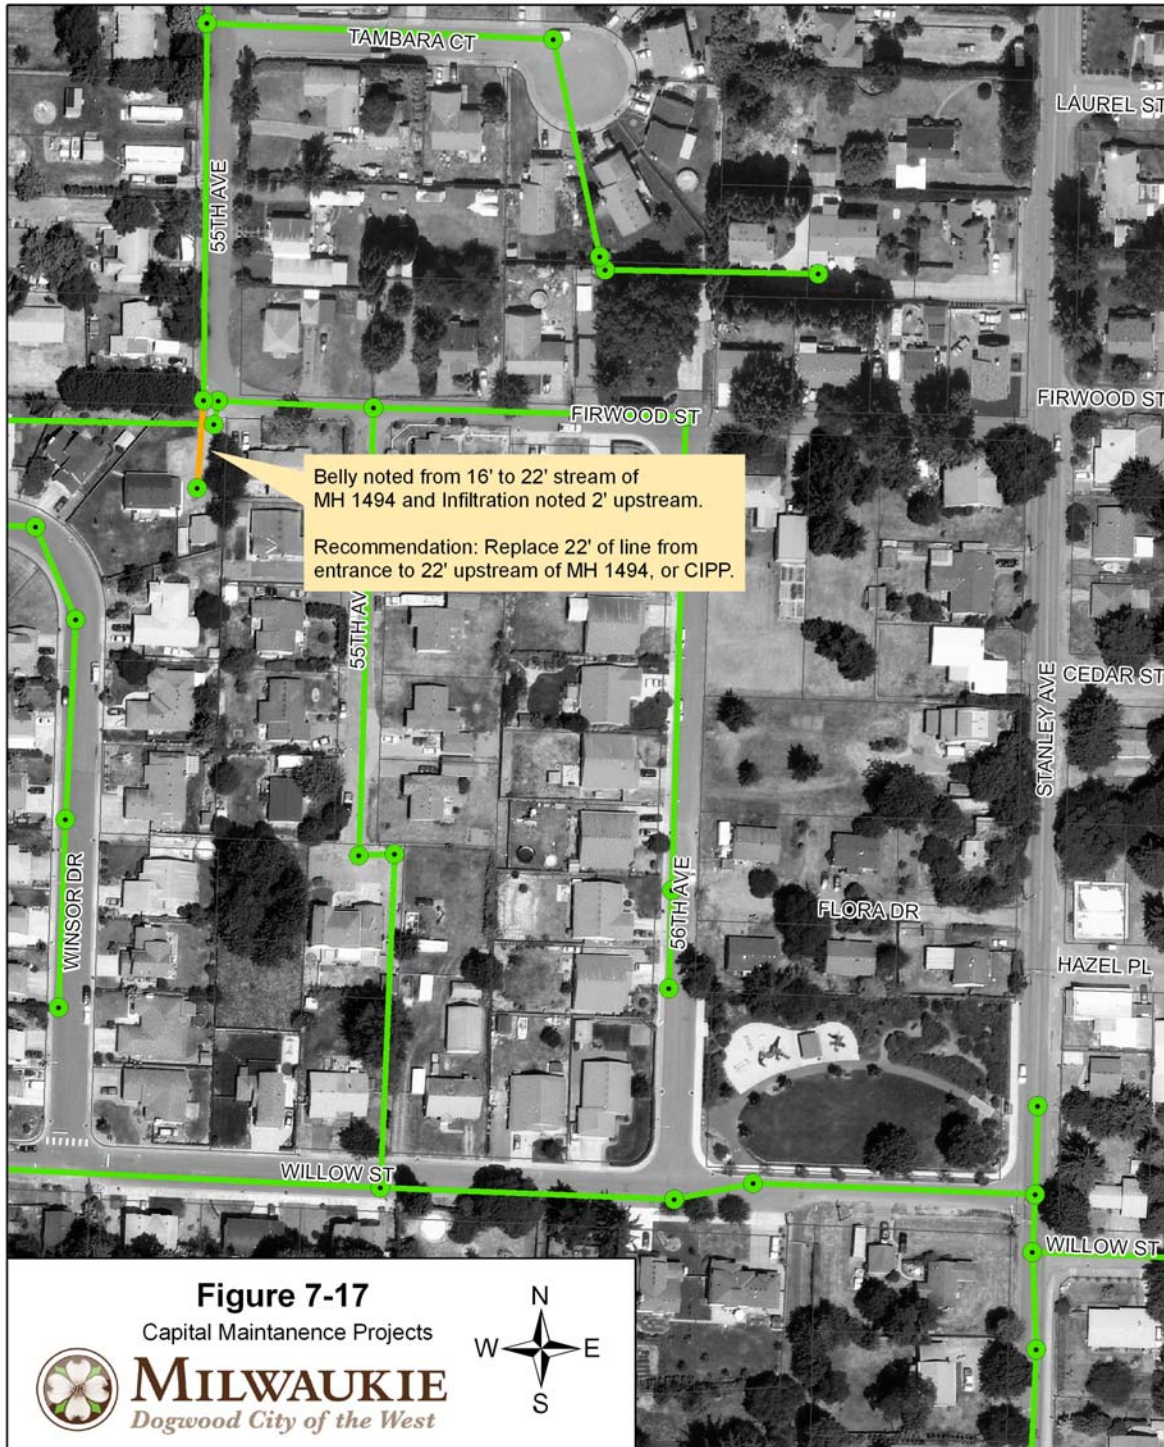 TAMBARA CT
LAUREL ST
55TH AVE
FIRWOOD ST
FIRWOOD ST
Belly noted from 16' to 22' stream of
MH 1494 and Infiltration noted 2' upstream.
Recommendation: Replace 22' of line from
entrance to 22' upstream of MH 1494, or CIPP.
55TH AV
CEDAR ST
STANLEY AVE
WINSOR DR
56TH AVE
FLORA DR
HAZEL PL
WILLOW ST
WILLOW ST
Figure 7-17
Capital Maintanence Projects
MILWAUKIE
Dogwood City of the West
N
W E
S